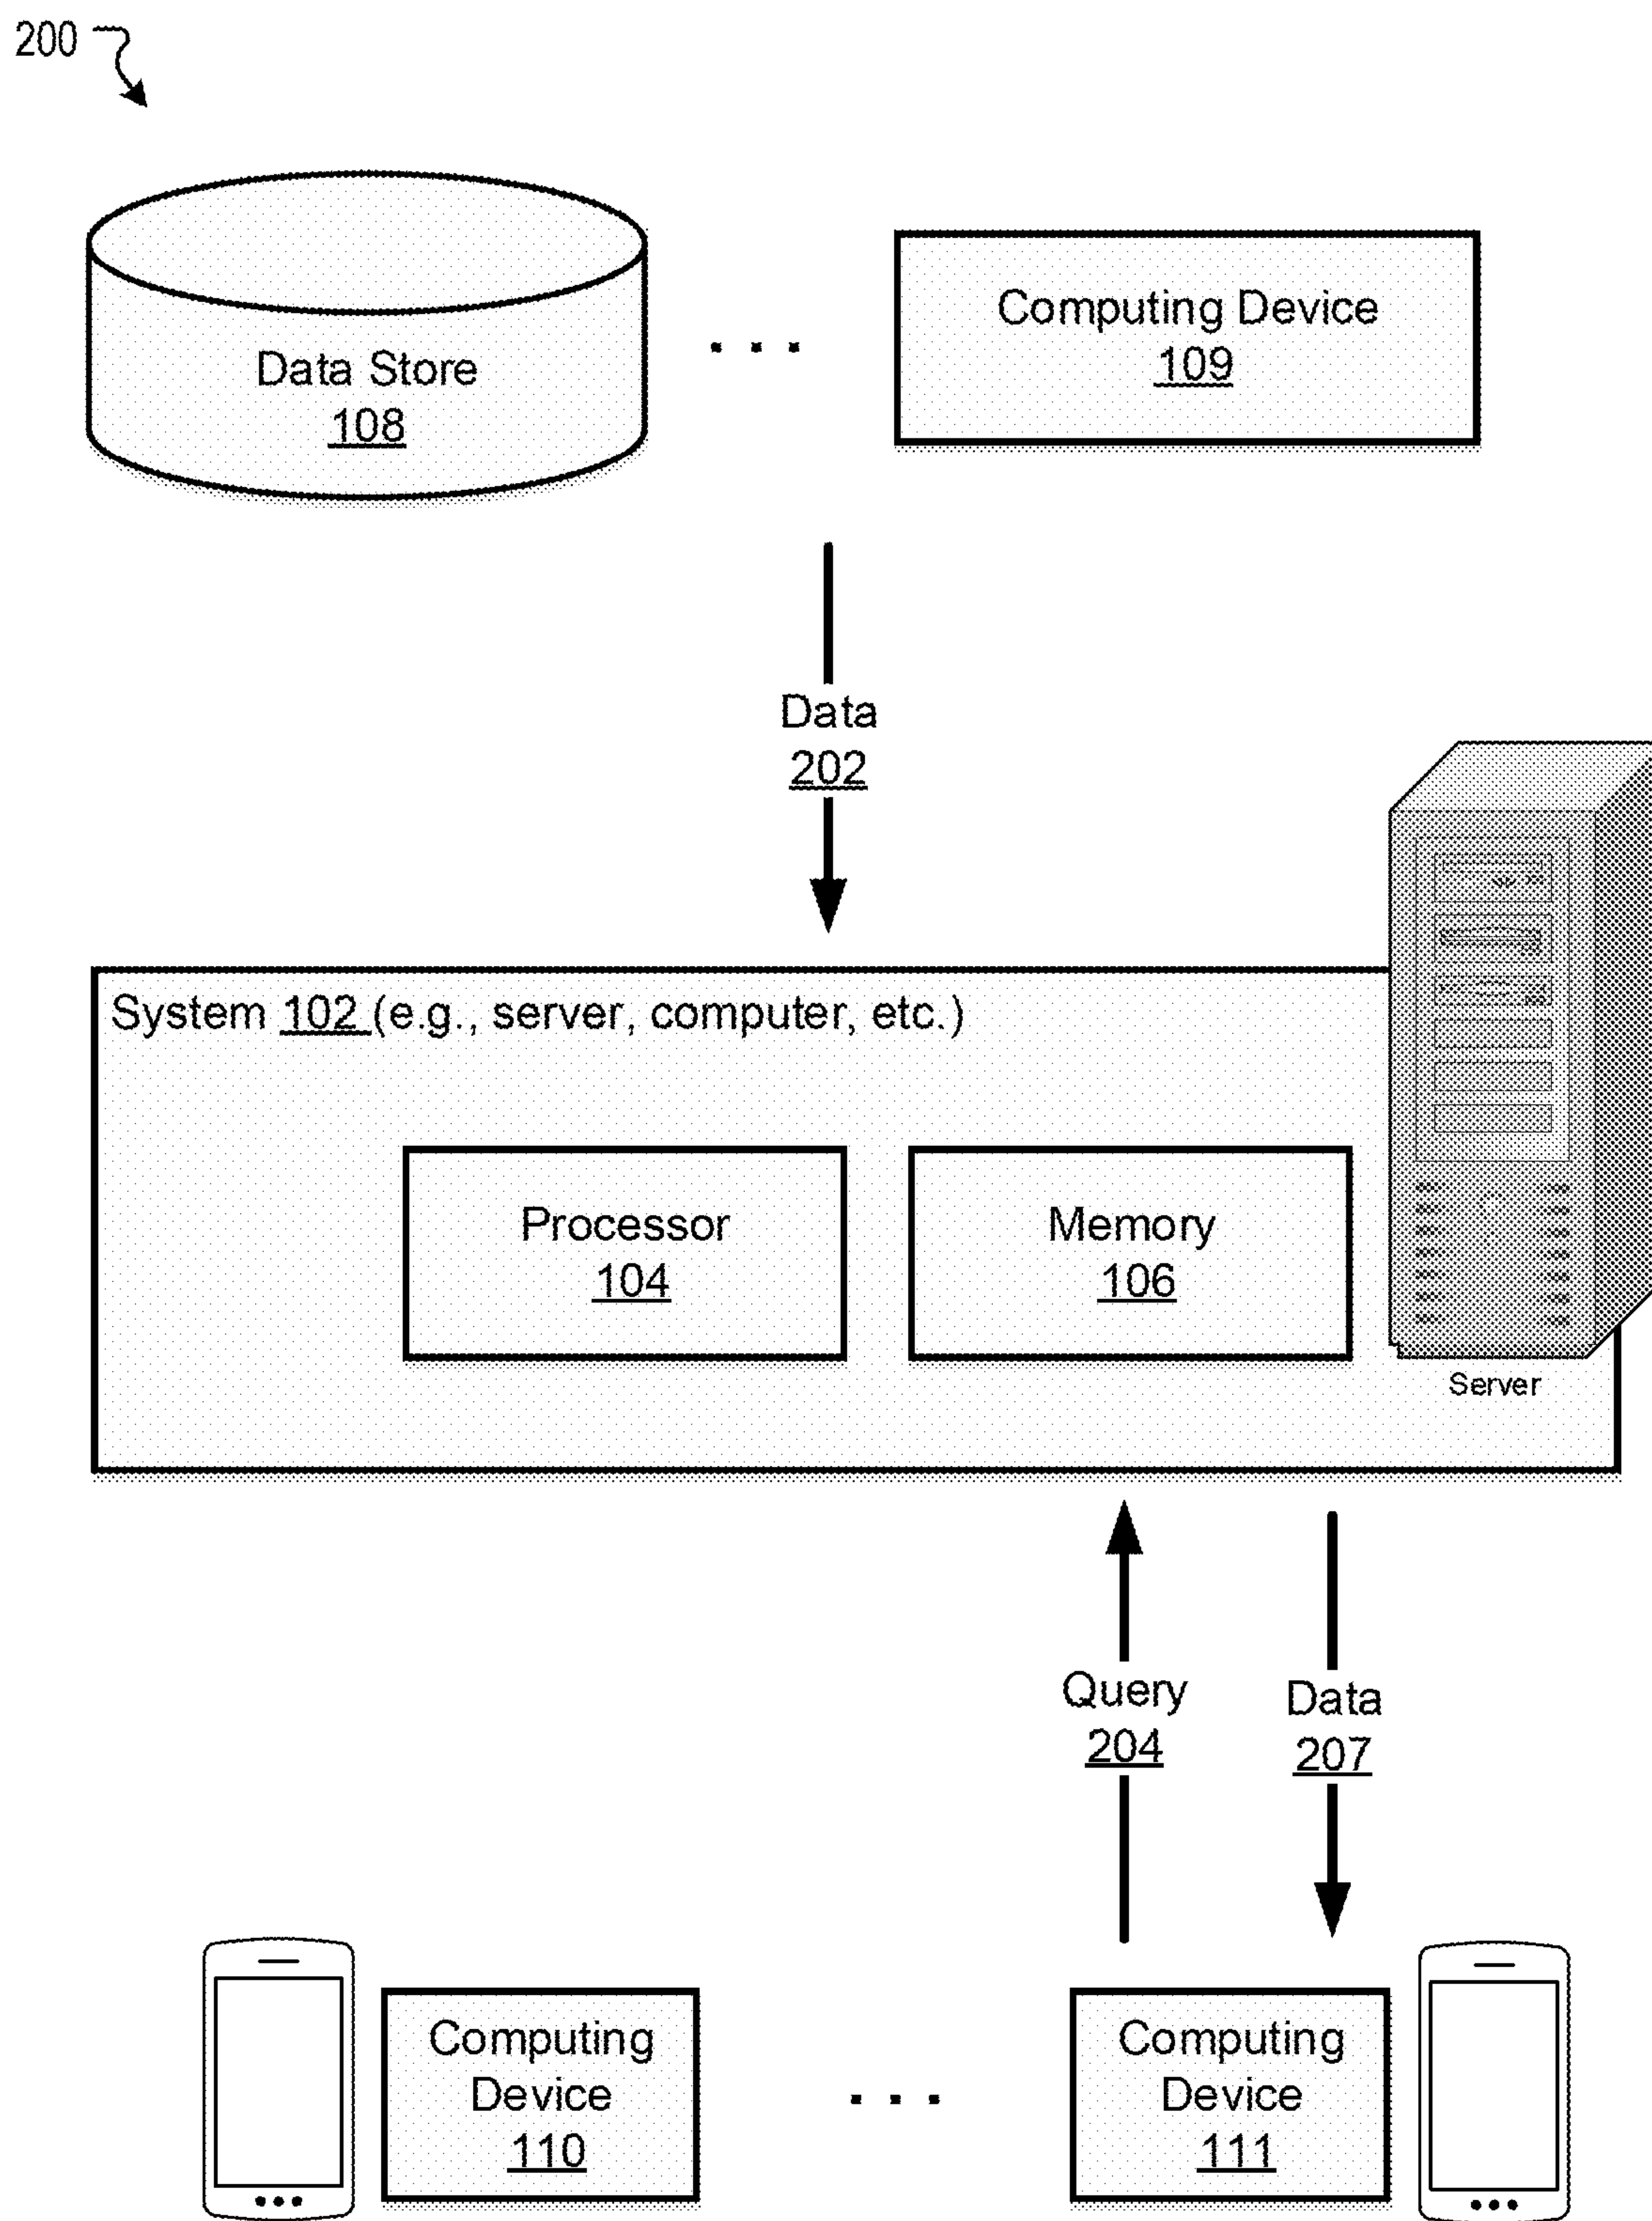 200
Data Store
108
. . .
Computing Device
109
Data
202
System 102 (e.g., server, computer, etc.)
Processor
104
Memory
106
Server
Query
204
Data
207
Computing
Device
110
. . .
Computing
Device
111